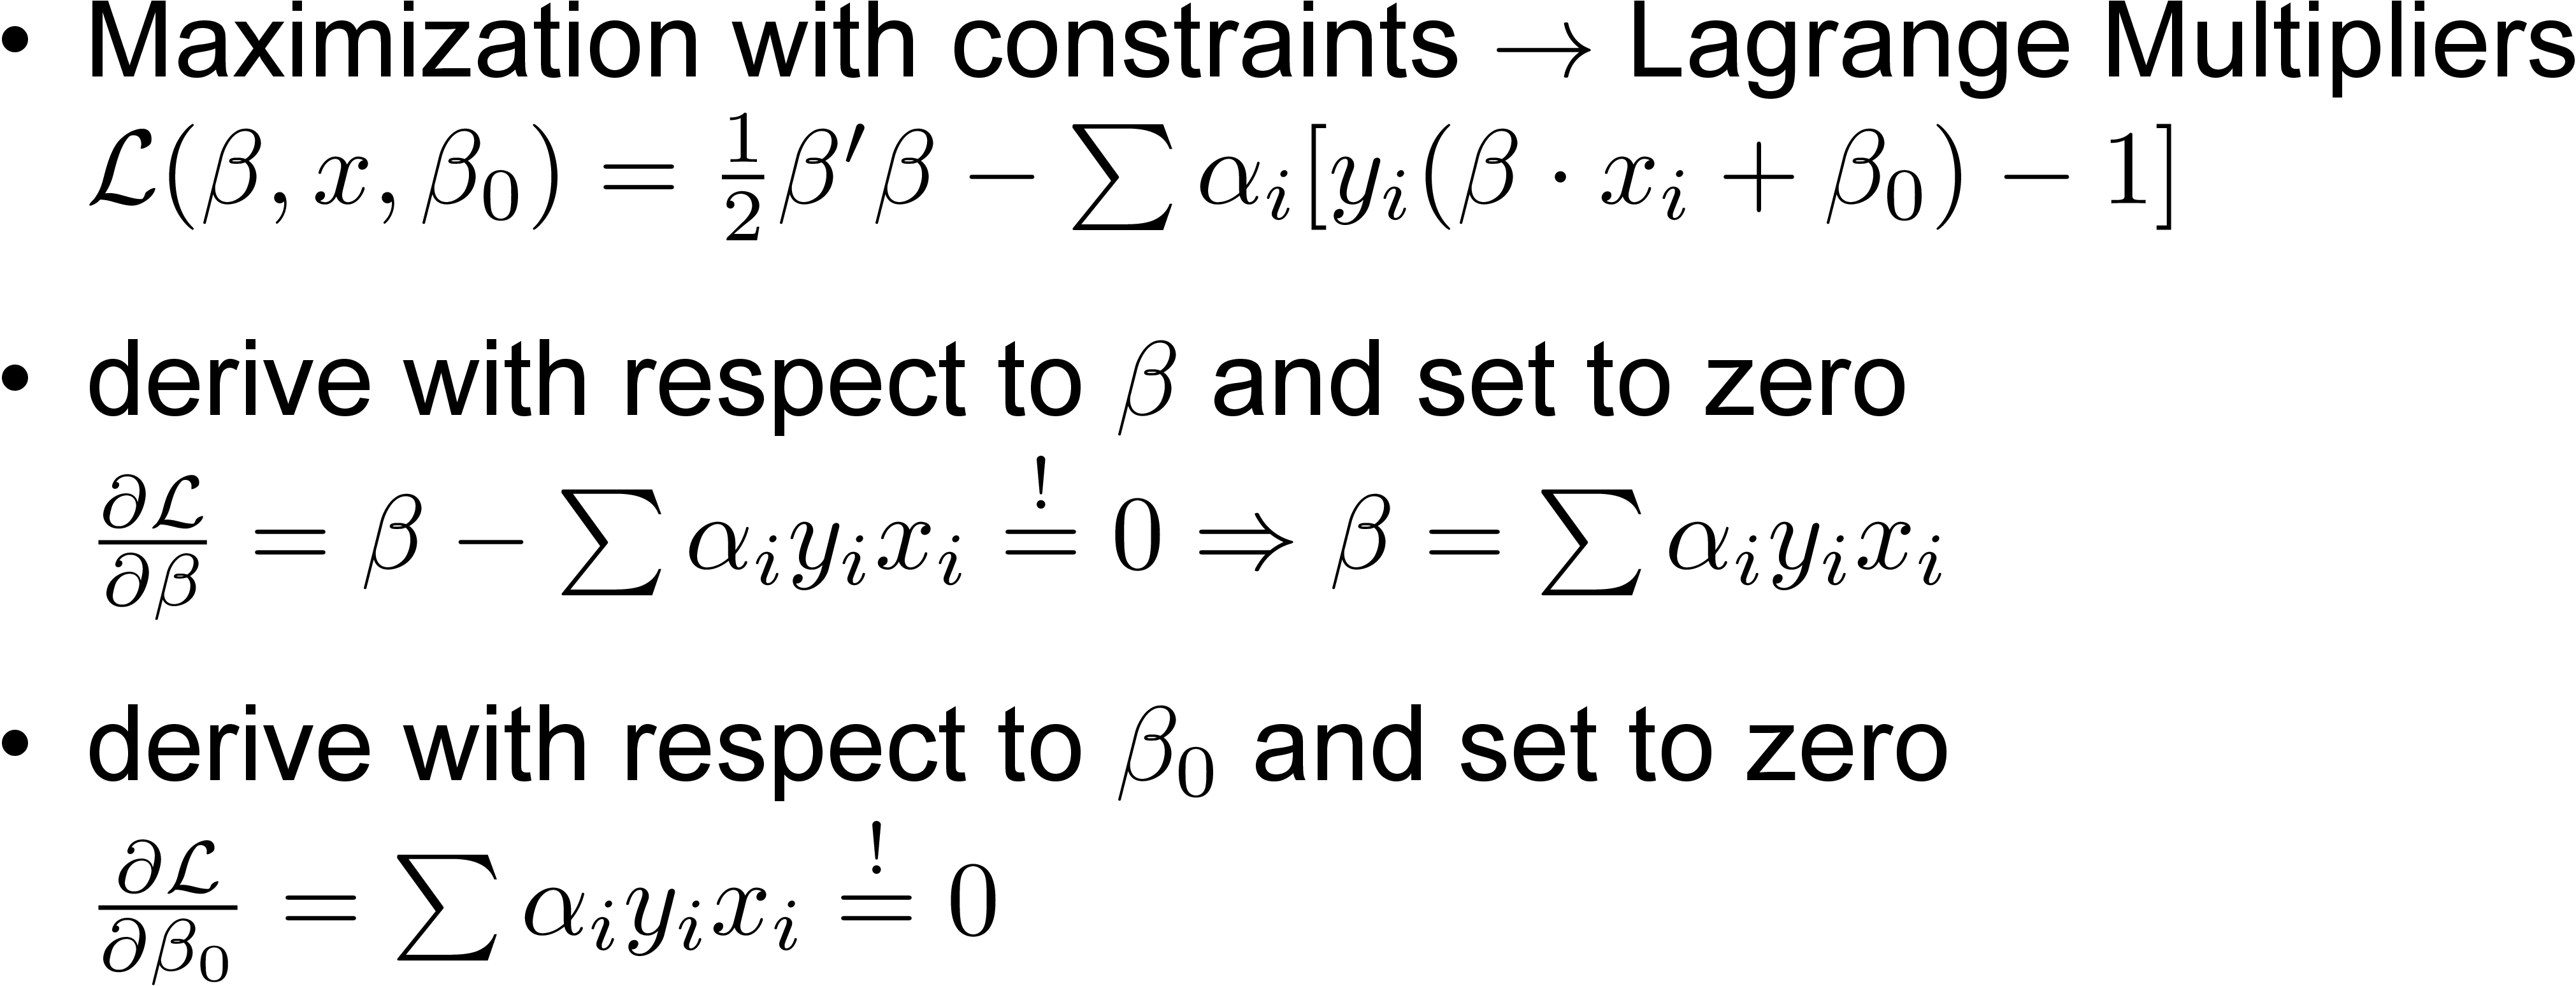 • Maximization with constraints → Lagrange Multipliers
ℒ(β, x, β₀) = ½β′β − ∑ αᵢ[yᵢ(β · xᵢ + β₀) − 1]
• derive with respect to β and set to zero
∂ℒ/∂β = β − ∑ αᵢyᵢxᵢ =! 0 ⇒ β = ∑ αᵢyᵢxᵢ
• derive with respect to β₀ and set to zero
∂ℒ/∂β₀ = ∑ αᵢyᵢxᵢ =! 0